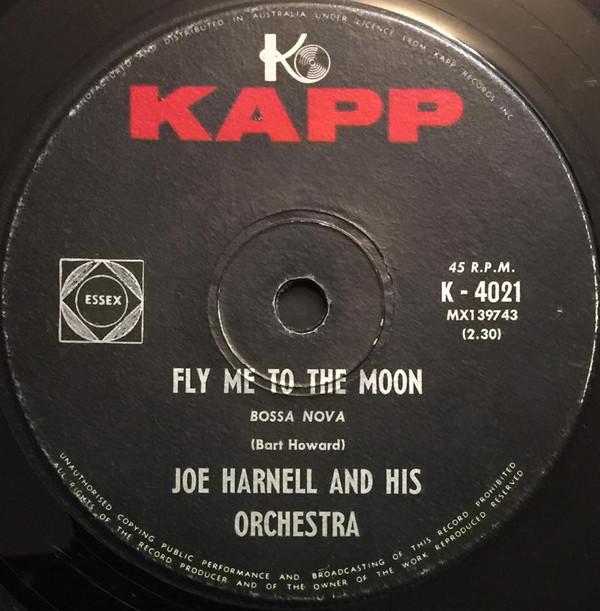 MANUFACTURED AND DISTRIBUTED IN AUSTRALIA UNDER LICENCE FROM KAPP RECORDS INC.
K
KAPP
ESSEX
45 R.P.M.
K - 4021
MX139743
(2.30)
FLY ME TO THE MOON
BOSSA NOVA
(Bart Howard)
JOE HARNELL AND HIS
ORCHESTRA
UNAUTHORISED COPYING PUBLIC PERFORMANCE AND BROADCASTING OF THIS RECORD PROHIBITED
ALL RIGHTS OF THE RECORD PRODUCER AND OF THE OWNER OF THE WORK REPRODUCED RESERVED